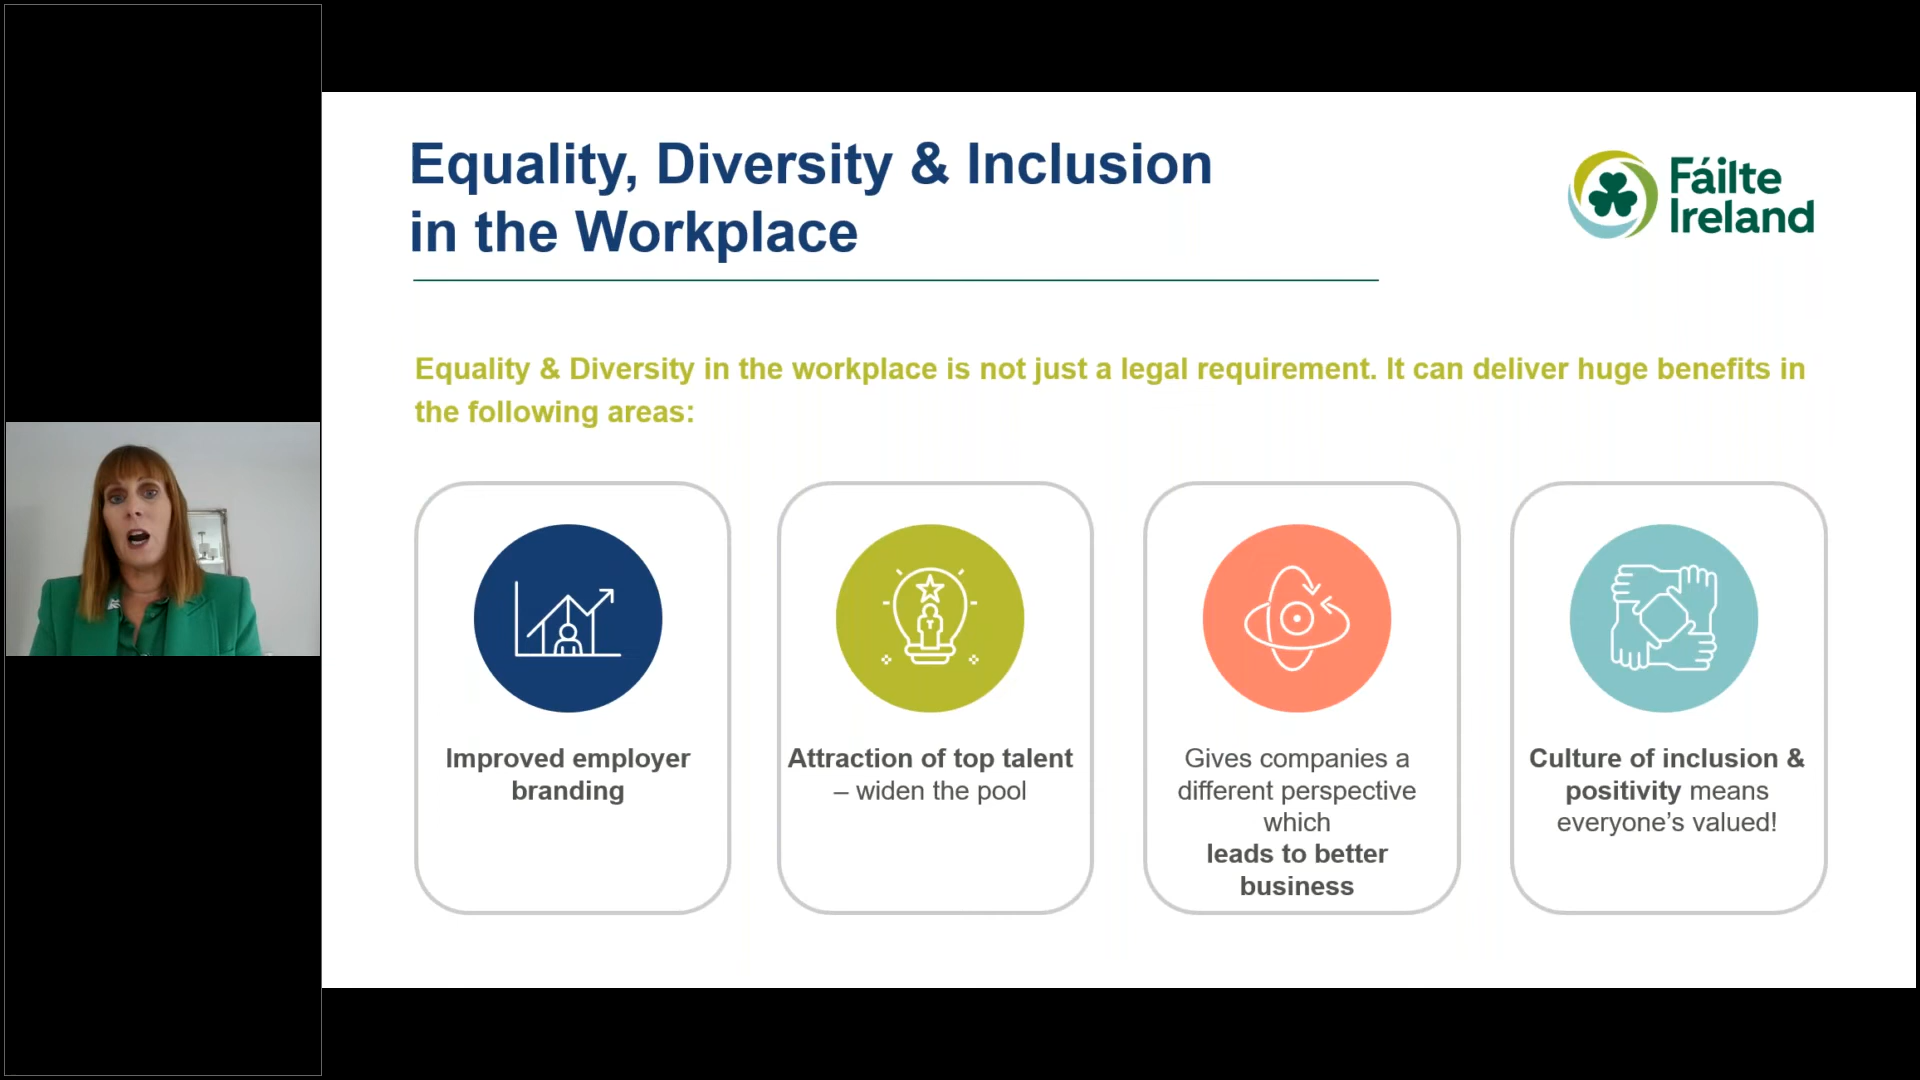 Equality, Diversity & Inclusion
in the Workplace
Fáilte
Ireland
Equality & Diversity in the workplace is not just a legal requirement. It can deliver huge benefits in
the following areas:
Improved employer
branding
Attraction of top talent
– widen the pool
Gives companies a
different perspective
which
leads to better
business
Culture of inclusion &
positivity means
everyone’s valued!